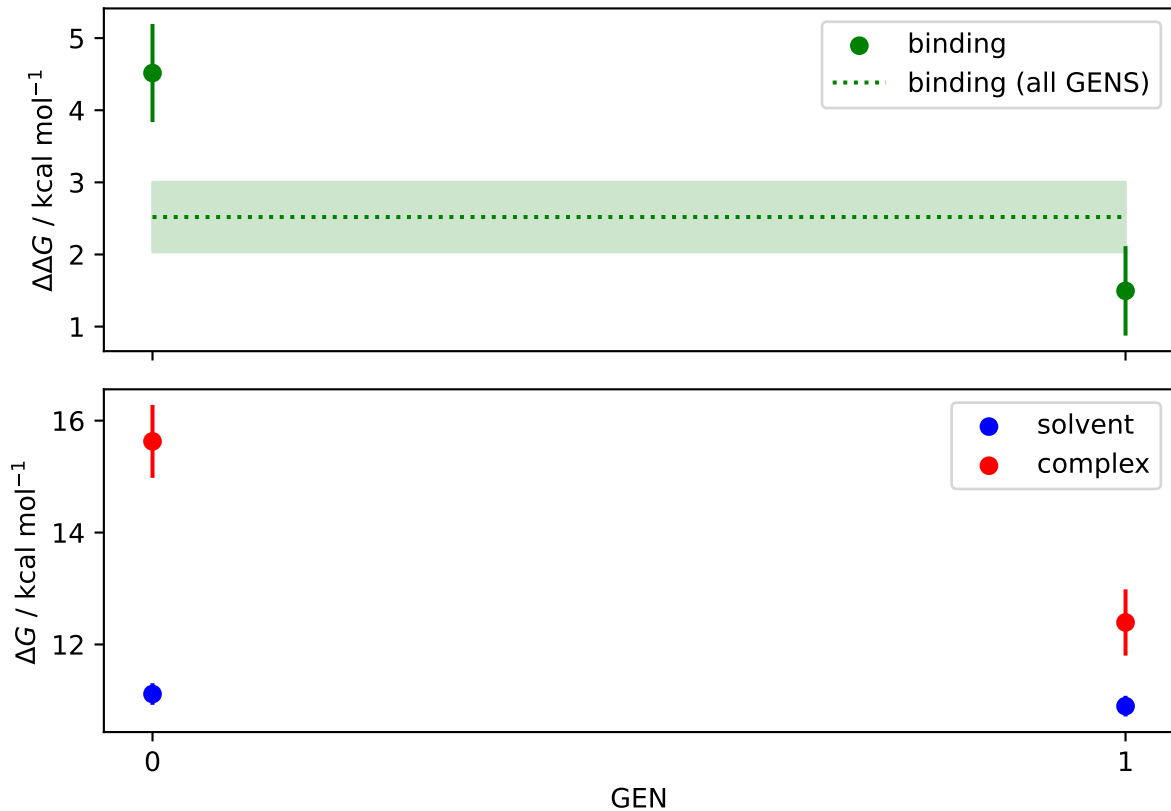 5
4
3
2
1
ΔΔG / kcal mol⁻¹
binding
binding (all GENS)
16
14
12
ΔG / kcal mol⁻¹
solvent
complex
0
1
GEN